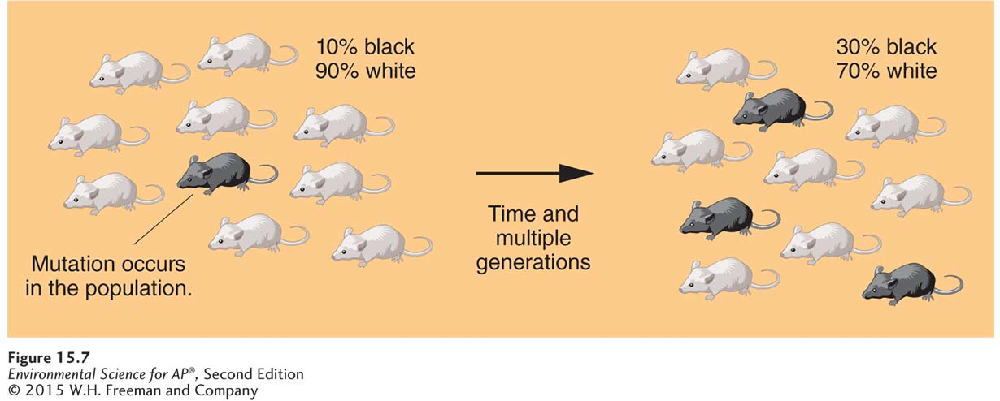 10% black
90% white
30% black
70% white
Time and
multiple
generations
Mutation occurs
in the population.
Figure 15.7
Environmental Science for AP®, Second Edition
© 2015 W.H. Freeman and Company